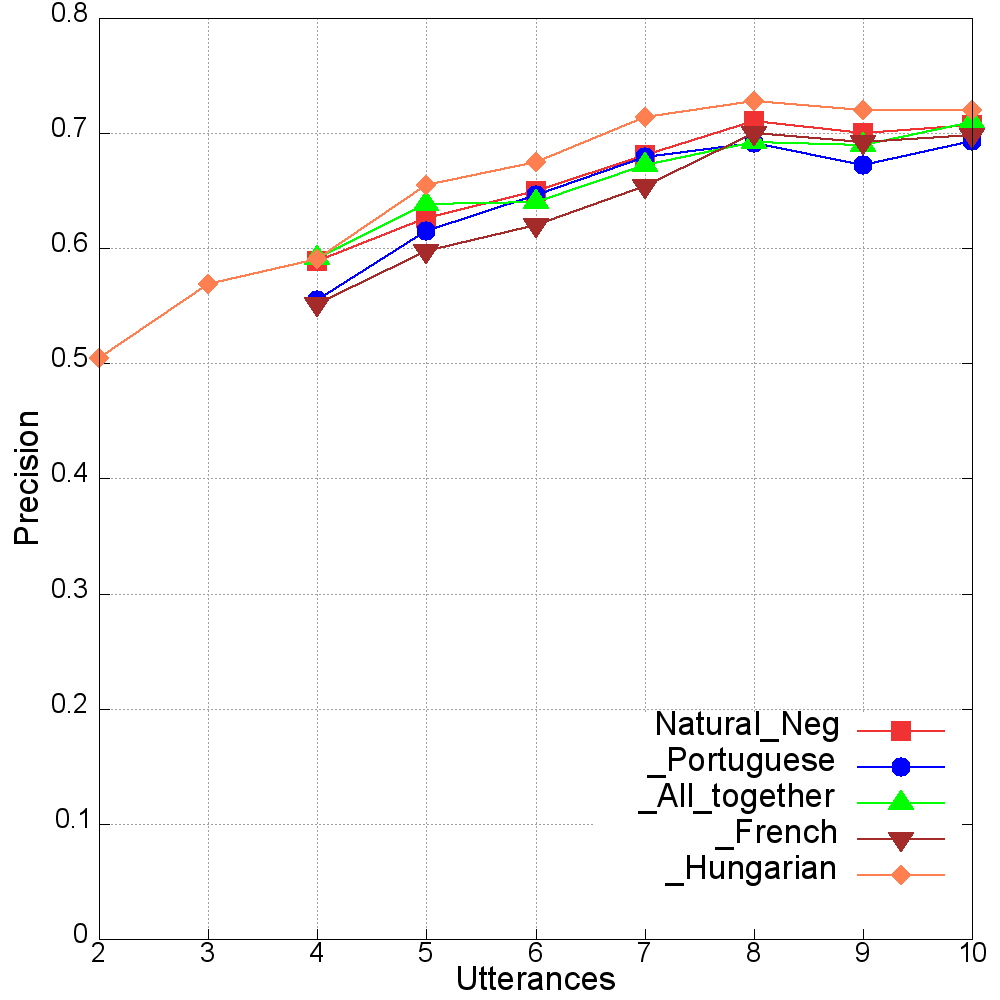 0.8
0.7
0.6
0.5
0.4
0.3
0.2
0.1
0
Precision
Natural_Neg
_Portuguese
_All_together
_French
_Hungarian
2 3 4 5 6 7 8 9 10
Utterances